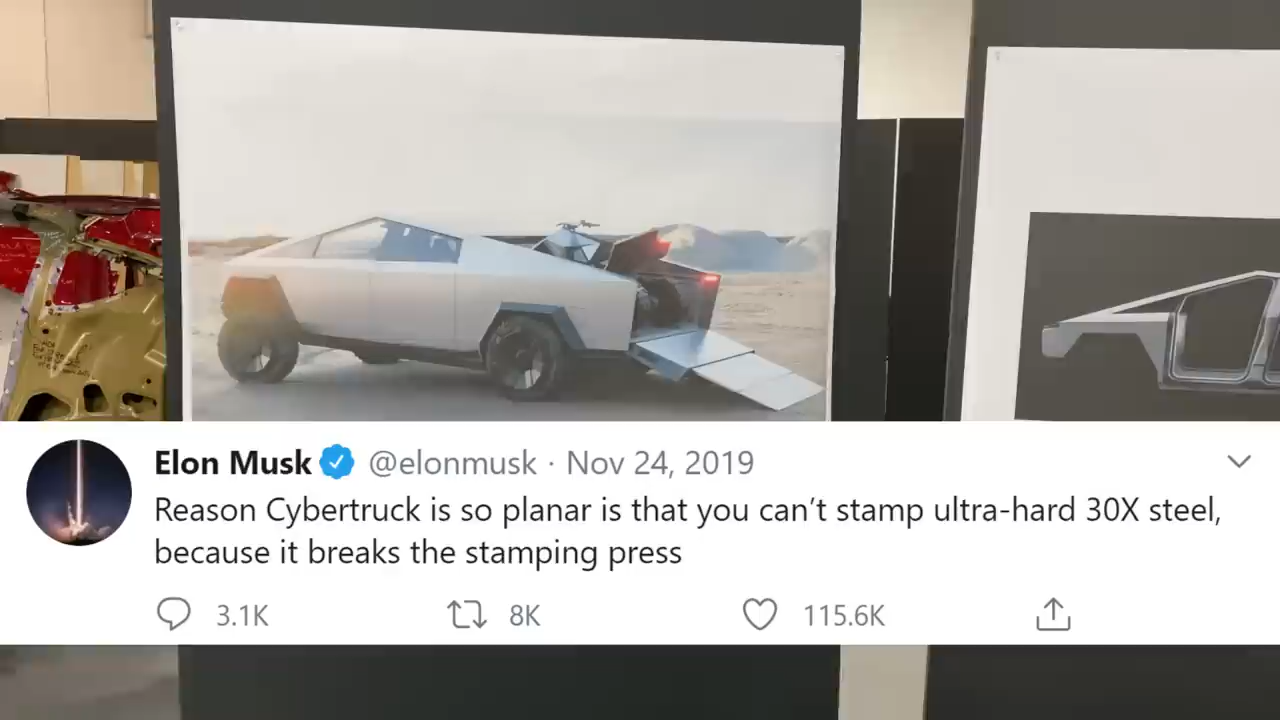 Elon Musk @elonmusk · Nov 24, 2019
Reason Cybertruck is so planar is that you can’t stamp ultra-hard 30X steel,
because it breaks the stamping press
3.1K 8K 115.6K